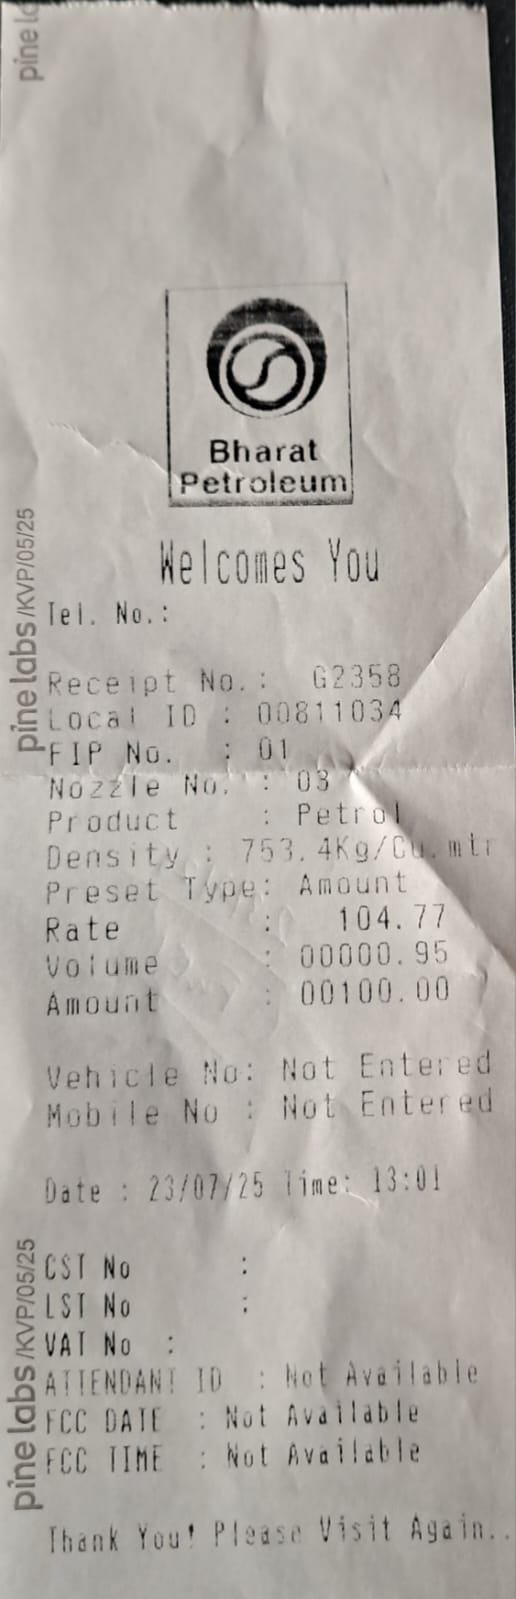 pine l
Bharat
Petroleum
Welcomes You
Tel. No.:
pine labs /KVP/05/25
Receipt No.: G2358
Local ID : 00811034
FIP No. : 01
Nozzle No. : 03
Product : Petrol
Density : 753.4Kg/Cu.mtr
Preset Type: Amount
Rate : 104.77
Volume : 00000.95
Amount : 00100.00
Vehicle No: Not Entered
Mobile No : Not Entered
Date : 23/07/25 Time: 13:01
pine labs /KVP/05/25
CST No :
LST No :
VAT No :
ATTENDANT ID : Not Available
FCC DATE : Not Available
FCC TIME : Not Available
Thank You! Please Visit Again..